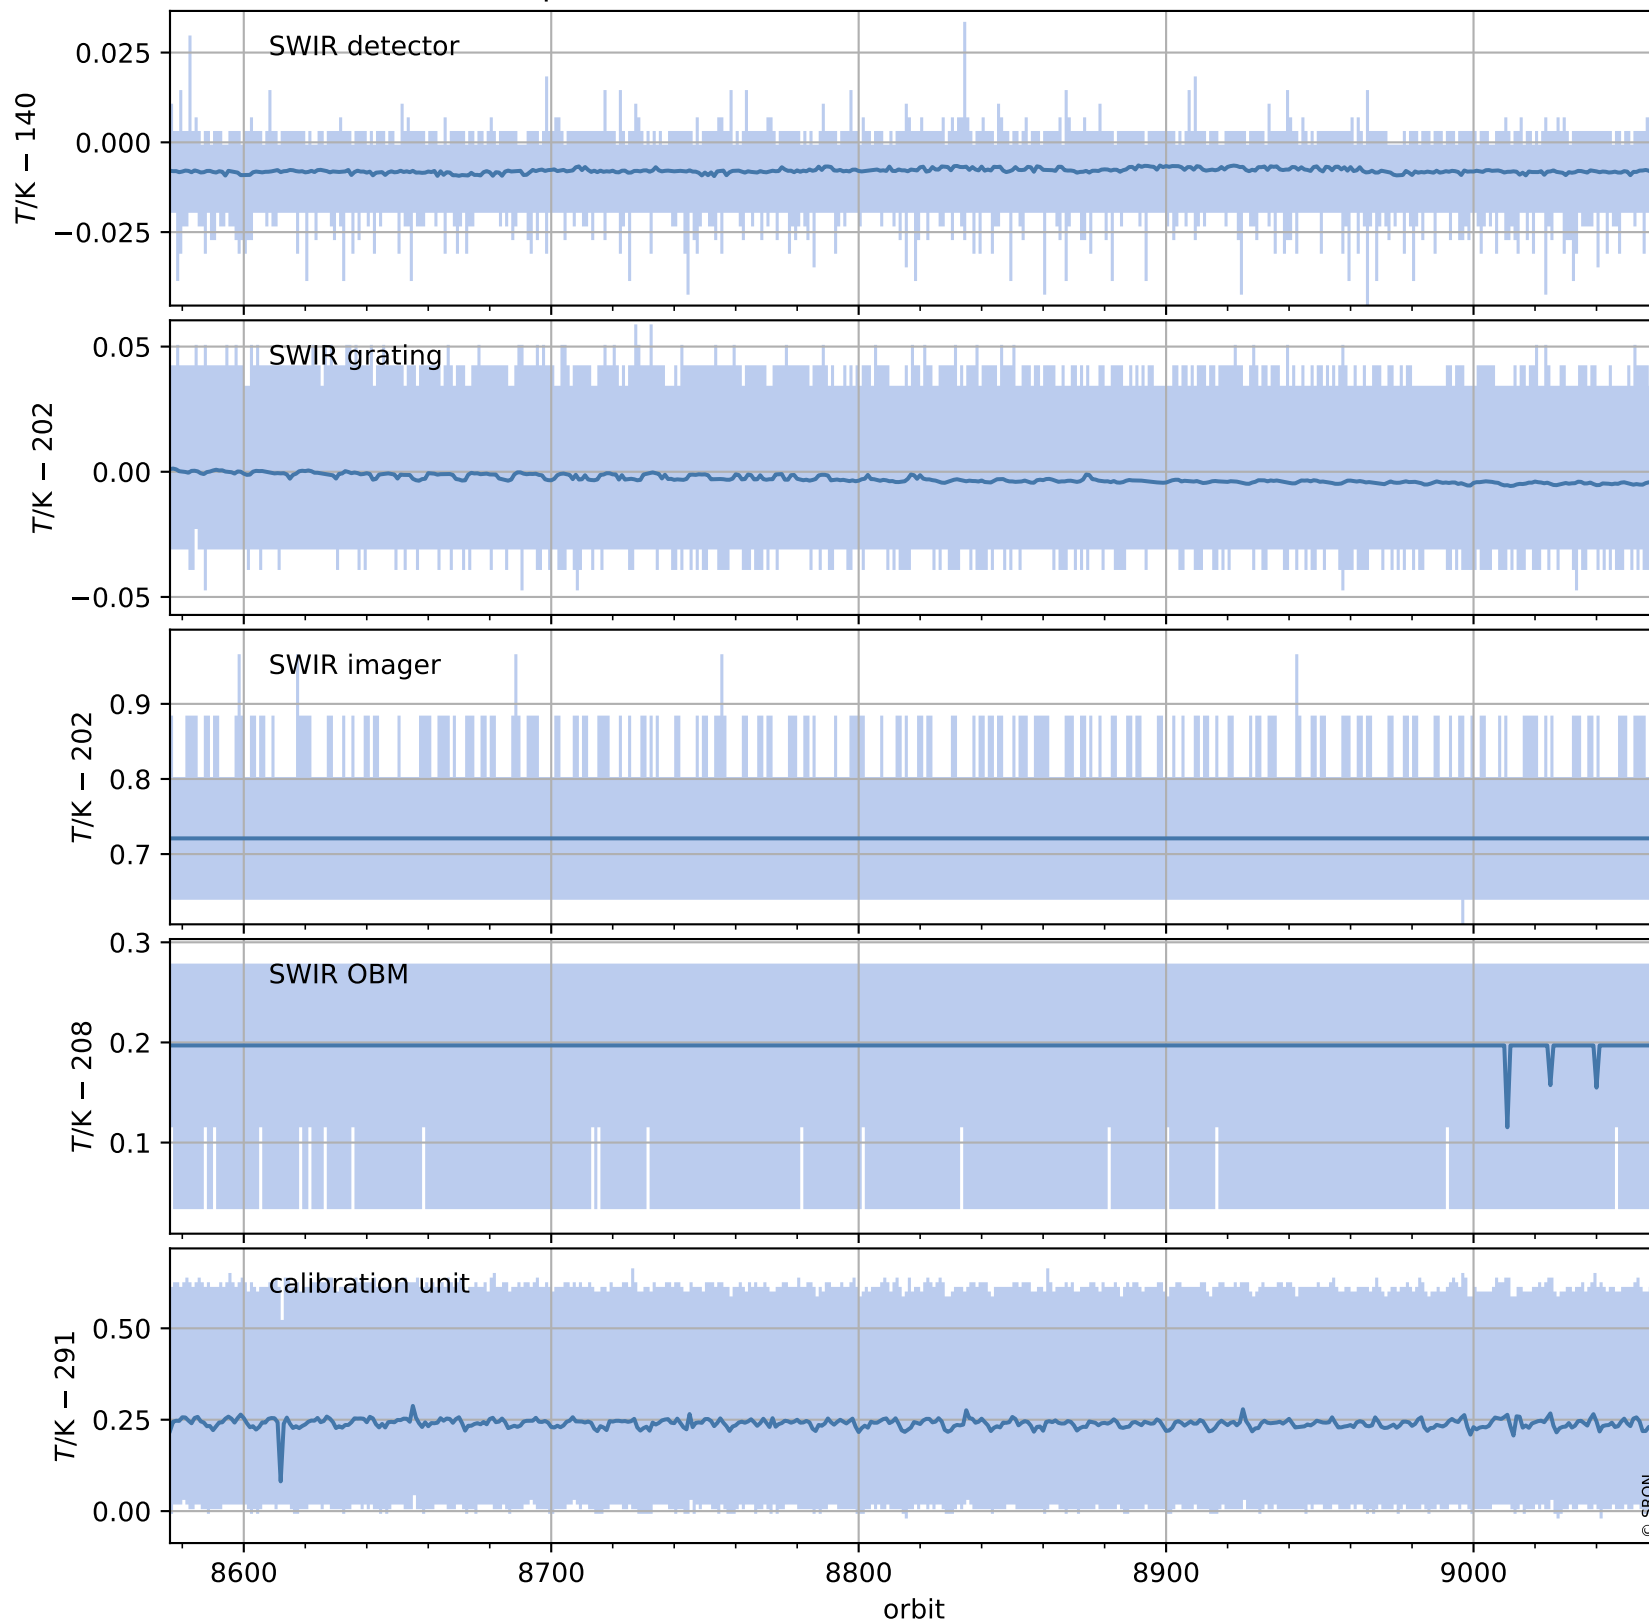 SWIR detector
0.025
0.000
−0.025
T/K − 140
SWIR grating
0.05
0.00
−0.05
T/K − 202
SWIR imager
0.9
0.8
0.7
T/K − 202
SWIR OBM
0.3
0.2
0.1
T/K − 208
calibration unit
0.50
0.25
0.00
T/K − 291
8600 8700 8800 8900 9000
orbit
© SRON